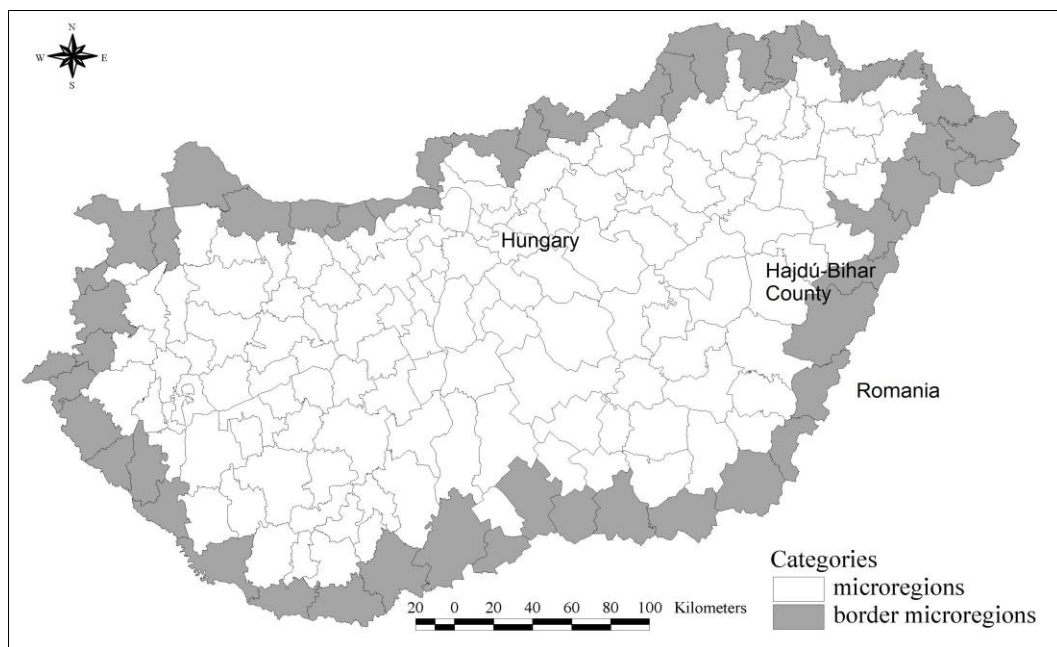 N
W E
S
Hungary
Hajdú-Bihar
County
Romania
Categories
microregions
border microregions
20 0 20 40 60 80 100 Kilometers